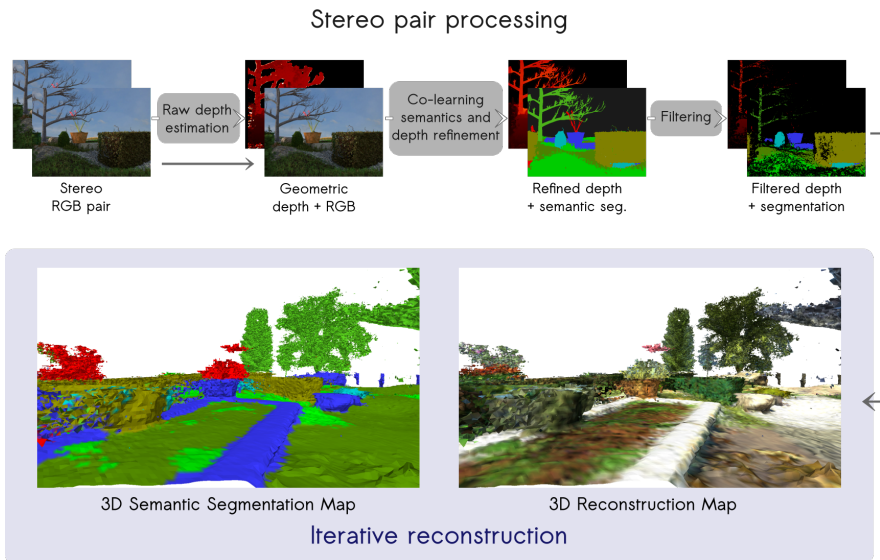 Stereo pair processing
Raw depth
estimation
Co-learning
semantics and
depth refinement
Filtering
Stereo
RGB pair
Geometric
depth + RGB
Refined depth
+ semantic seg.
Filtered depth
+ segmentation
3D Semantic Segmentation Map
3D Reconstruction Map
Iterative reconstruction